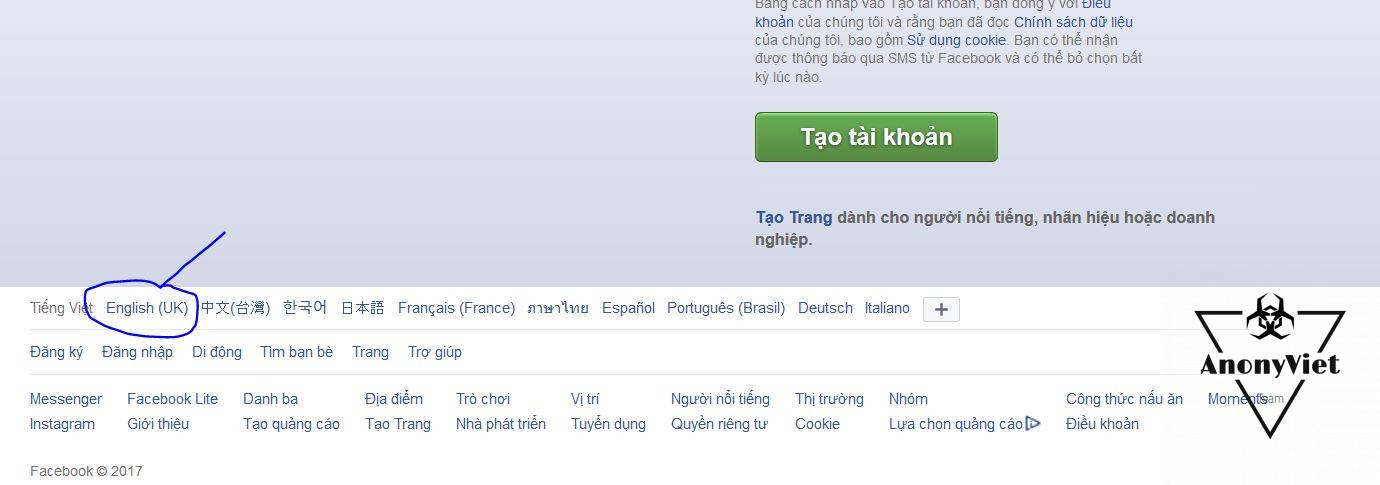 Bằng cách nhấp vào Tạo tài khoản, bạn đồng ý với Điều
khoản của chúng tôi và rằng bạn đã đọc Chính sách dữ liệu
của chúng tôi, bao gồm Sử dụng cookie. Bạn có thể nhận
được thông báo qua SMS từ Facebook và có thể bỏ chọn bất
kỳ lúc nào.
Tạo tài khoản
Tạo Trang dành cho người nổi tiếng, nhãn hiệu hoặc doanh
nghiệp.
Tiếng Việt English (UK) 中文(台灣) 한국어 日本語 Français (France) ภาษาไทย Español Português (Brasil) Deutsch Italiano +
Đăng ký Đăng nhập Di động Tìm bạn bè Trang Trợ giúp
AnonyViet
Messenger Facebook Lite Danh bạ Địa điểm Trò chơi Vị trí Người nổi tiếng Thị trường Nhóm Công thức nấu ăn Moments
Team
Instagram Giới thiệu Tạo quảng cáo Tạo Trang Nhà phát triển Tuyển dụng Quyền riêng tư Cookie Lựa chọn quảng cáo Điều khoản
Facebook © 2017